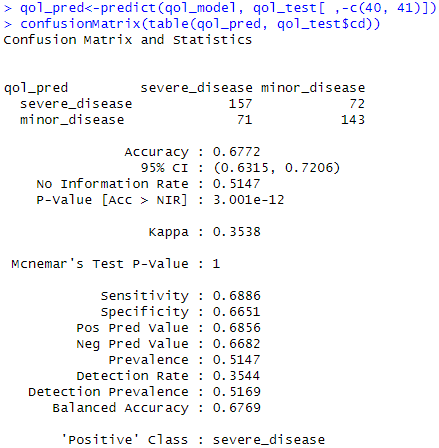 > qol_pred<-predict(qol_model, qol_test[ ,-c(40, 41)])
> confusionMatrix(table(qol_pred, qol_test$cd))
Confusion Matrix and Statistics
qol_pred severe_disease minor_disease
severe_disease 157 72
minor_disease 71 143
Accuracy : 0.6772
95% CI : (0.6315, 0.7206)
No Information Rate : 0.5147
P-Value [Acc > NIR] : 3.001e-12
Kappa : 0.3538
Mcnemar's Test P-Value : 1
Sensitivity : 0.6886
Specificity : 0.6651
Pos Pred Value : 0.6856
Neg Pred Value : 0.6682
Prevalence : 0.5147
Detection Rate : 0.3544
Detection Prevalence : 0.5169
Balanced Accuracy : 0.6769
'Positive' Class : severe_disease